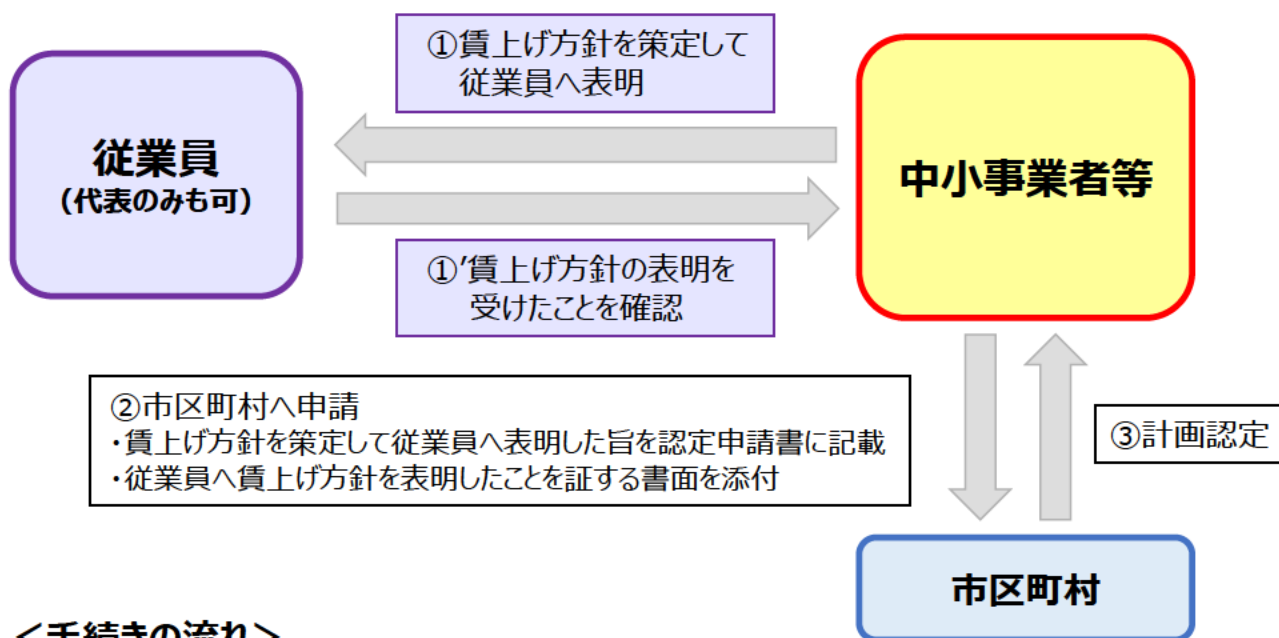 ①賃上げ方針を策定して
従業員へ表明
従業員
(代表のみも可)
中小事業者等
①’賃上げ方針の表明を
受けたことを確認
②市区町村へ申請
・賃上げ方針を策定して従業員へ表明した旨を認定申請書に記載
・従業員へ賃上げ方針を表明したことを証する書面を添付
③計画認定
市区町村
＜手続きの流れ＞